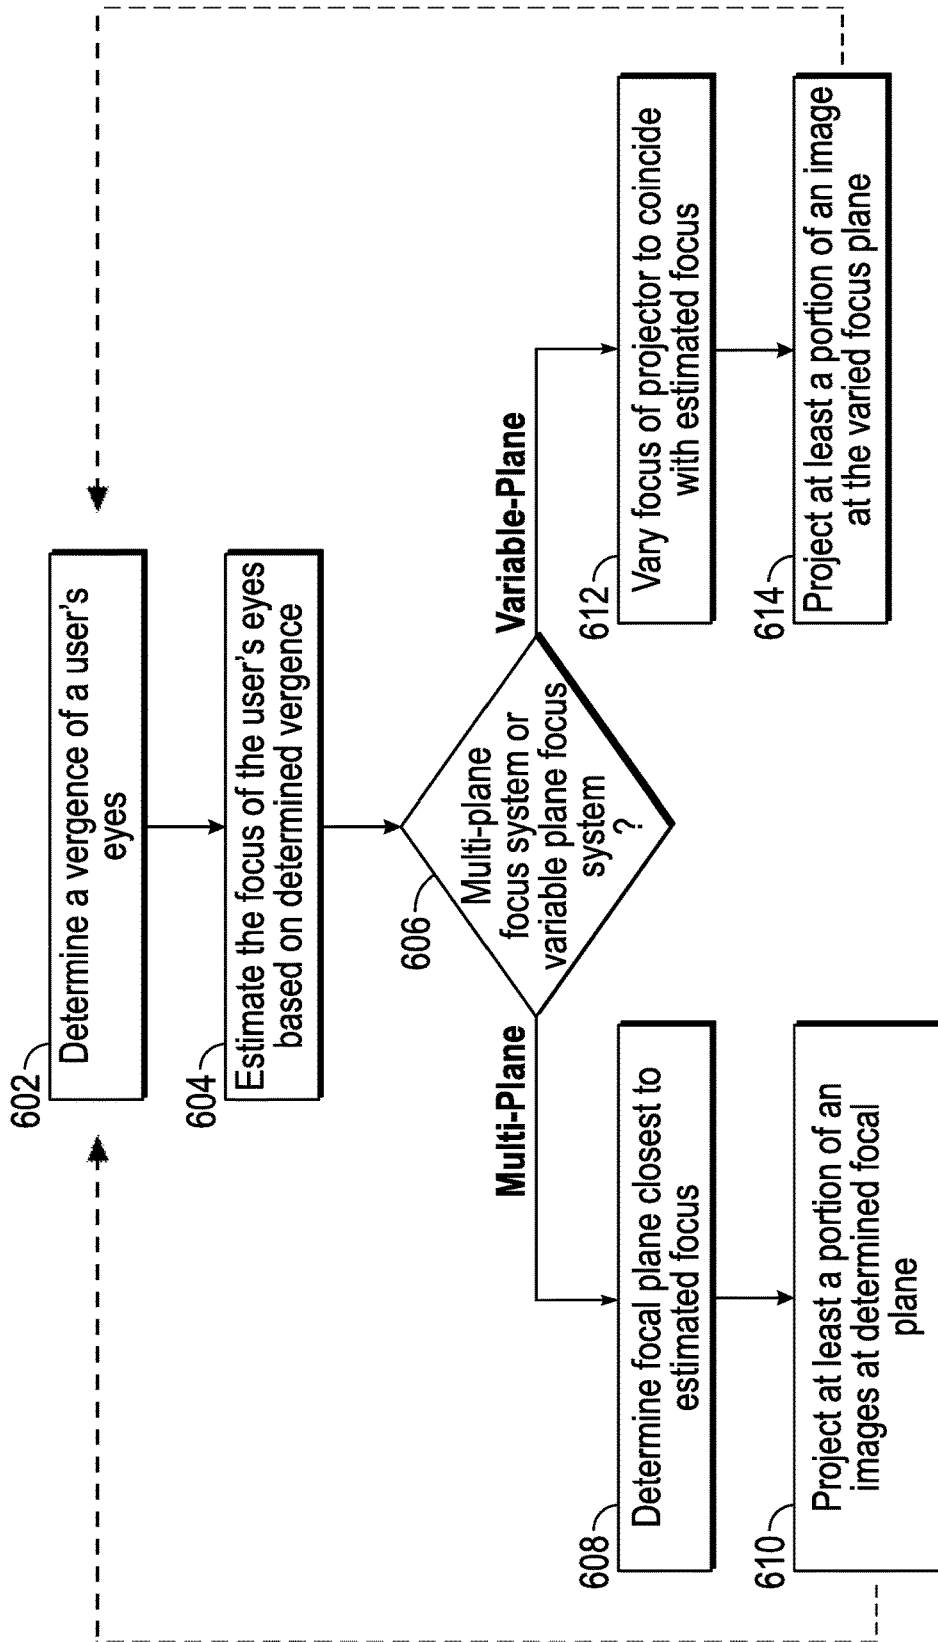 602
Determine a vergence of a user's
eyes
604
Estimate the focus of the user's eyes
based on determined vergence
606
Multi-plane
focus system or
variable plane focus
system
?
Multi-Plane
Variable-Plane
608
Determine focal plane closest to
estimated focus
610
Project at least a portion of an
images at determined focal
plane
612
Vary focus of projector to coincide
with estimated focus
614
Project at least a portion of an image
at the varied focus plane